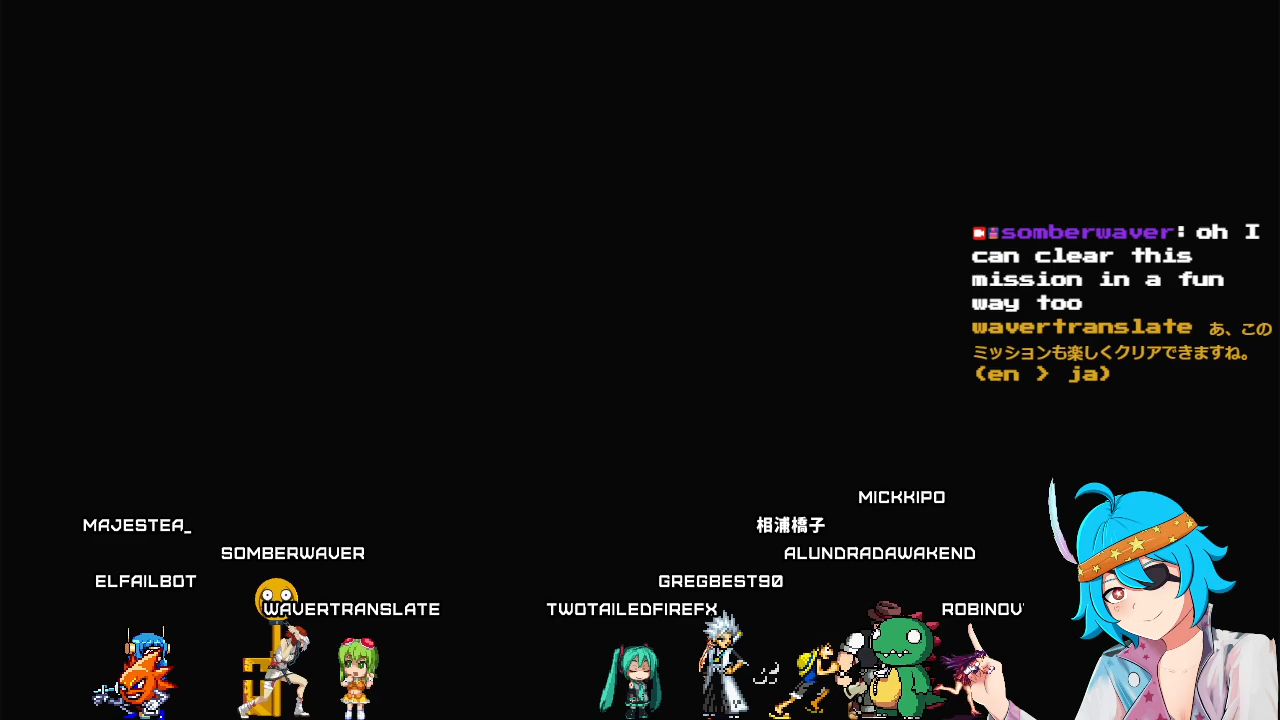 somberwaver: oh I
can clear this
mission in a fun
way too
wavertranslate あ、この
ミッションも楽しくクリアできますね。
(en > ja)
MICKKIPO
MAJESTEA_
相浦橋子
SOMBERWAVER
ALUNDRADAWAKEND
ELFAILBOT
GREGBEST90
WAVERTRANSLATE
TWOTAILEDFIREFX